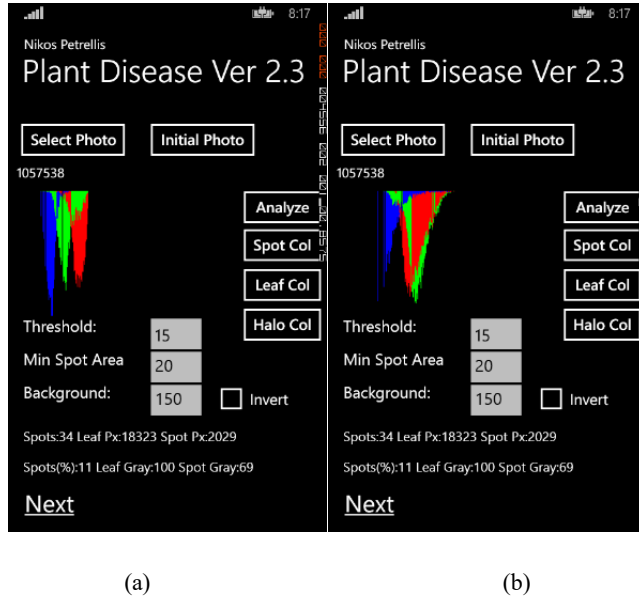 8:17
Nikos Petrellis
Plant Disease Ver 2.3
Select Photo
Initial Photo
1057538
Analyze
Spot Col
Leaf Col
Halo Col
Threshold:
15
Min Spot Area
20
Background:
150
Invert
Spots:34 Leaf Px:18323 Spot Px:2029
Spots(%):11 Leaf Gray:100 Spot Gray:69
Next
(a)
8:17
Nikos Petrellis
Plant Disease Ver 2.3
Select Photo
Initial Photo
1057538
Analyze
Spot Col
Leaf Col
Halo Col
Threshold:
15
Min Spot Area
20
Background:
150
Invert
Spots:34 Leaf Px:18323 Spot Px:2029
Spots(%):11 Leaf Gray:100 Spot Gray:69
(b)